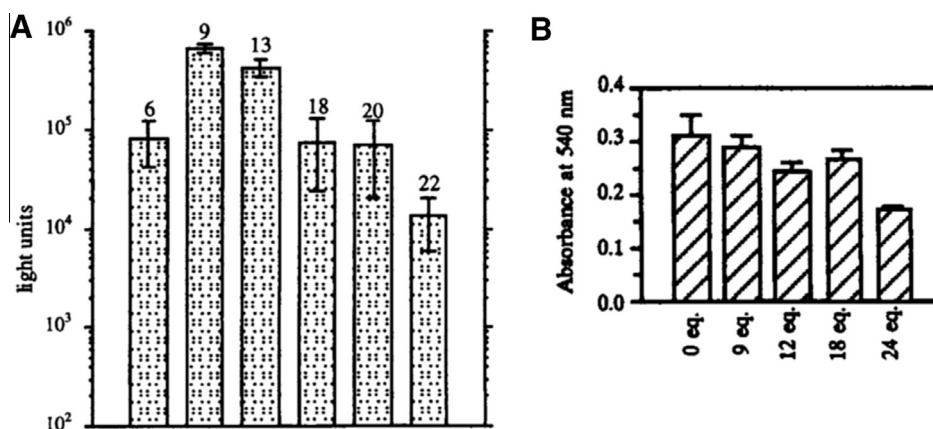 A
light units
10^6
10^5
10^4
10^3
10^2
6
9
13
18
20
22
B
Absorbance at 540 nm
0.4
0.3
0.2
0.1
0.0
0 eq.
9 eq.
12 eq.
18 eq.
24 eq.